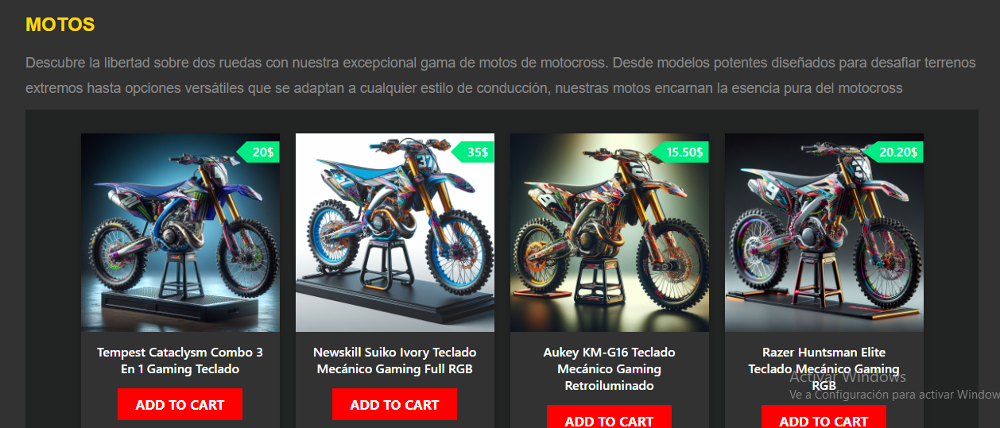 MOTOS
Descubre la libertad sobre dos ruedas con nuestra excepcional gama de motos de motocross. Desde modelos potentes diseñados para desafiar terrenos
extremos hasta opciones versátiles que se adaptan a cualquier estilo de conducción, nuestras motos encarnan la esencia pura del motocross
20$
35$
15.50$
20.20$
37
Tempest Cataclysm Combo 3
En 1 Gaming Teclado
ADD TO CART
Newskill Suiko Ivory Teclado
Mecánico Gaming Full RGB
ADD TO CART
Aukey KM-G16 Teclado
Mecánico Gaming
Retroiluminado
ADD TO CART
Razer Huntsman Elite
Teclado Mecánico Gaming
RGB
ADD TO CART
Activar Windows
Ve a Configuración para activar Window